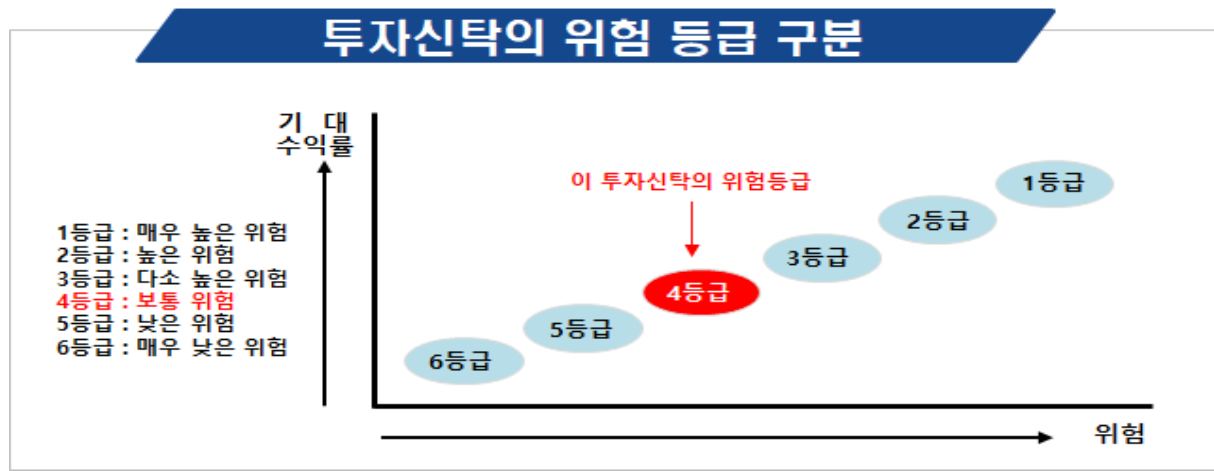 투자신탁의 위험 등급 구분
기 대
수익률
이 투자신탁의 위험등급
1등급 : 매우 높은 위험
2등급 : 높은 위험
3등급 : 다소 높은 위험
4등급 : 보통 위험
5등급 : 낮은 위험
6등급 : 매우 낮은 위험
1등급
2등급
3등급
4등급
5등급
6등급
위험